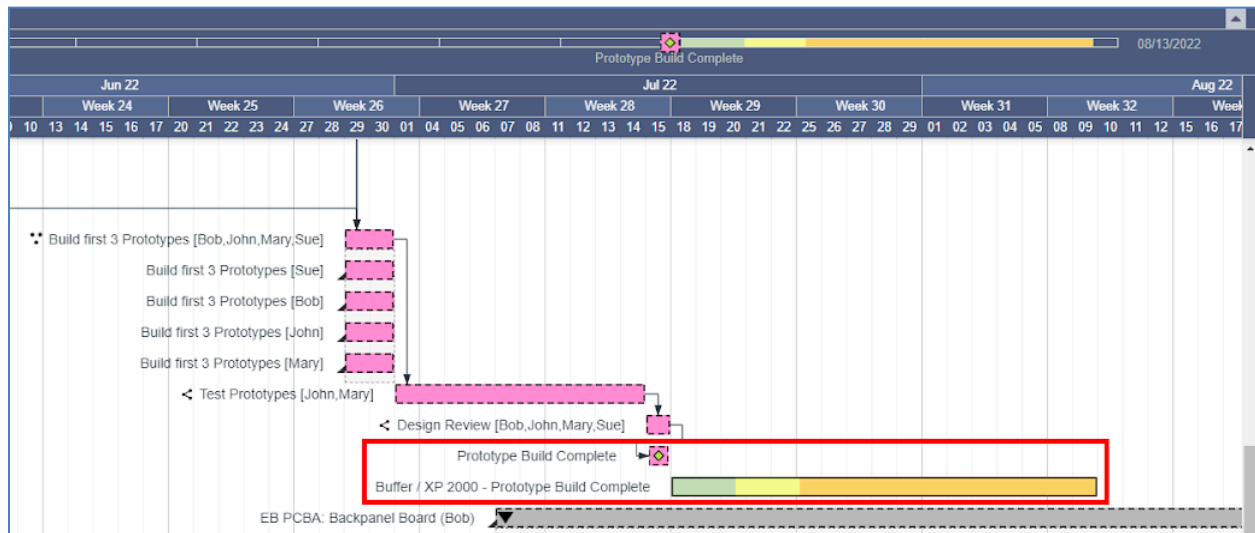 08/13/2022
Prototype Build Complete
Jun 22 Jul 22 Aug 22
Week 24 Week 25 Week 26 Week 27 Week 28 Week 29 Week 30 Week 31 Week 32 Week
10 13 14 15 16 17 20 21 22 23 24 27 28 29 30 01 04 05 06 07 08 11 12 13 14 15 18 19 20 21 22 25 26 27 28 29 01 02 03 04 05 08 09 10 11 12 15 16 17
Build first 3 Prototypes [Bob,John,Mary,Sue]
Build first 3 Prototypes [Sue]
Build first 3 Prototypes [Bob]
Build first 3 Prototypes [John]
Build first 3 Prototypes [Mary]
Test Prototypes [John,Mary]
Design Review [Bob,John,Mary,Sue]
Prototype Build Complete
Buffer / XP 2000 - Prototype Build Complete
EB PCBA: Backpanel Board (Bob)